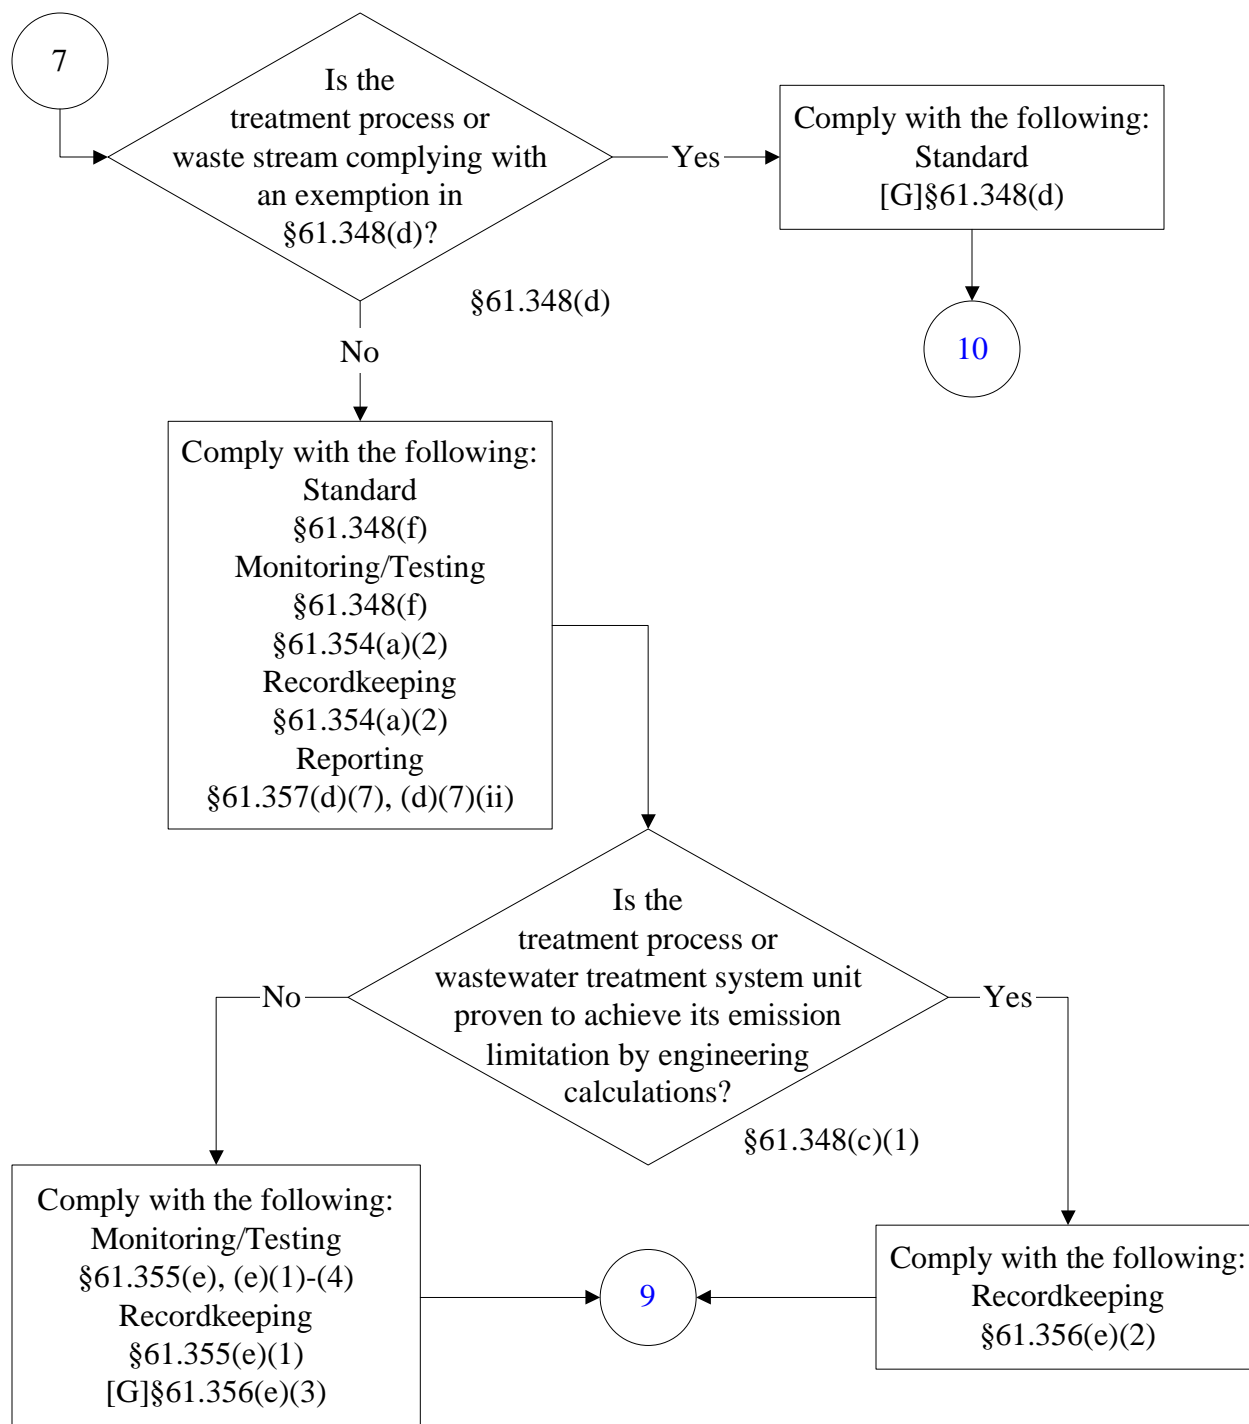 7
Is the
treatment process or
waste stream complying with
an exemption in
§61.348(d)?
Yes
Comply with the following:
Standard
[G]§61.348(d)
§61.348(d)
10
No
Comply with the following:
Standard
§61.348(f)
Monitoring/Testing
§61.348(f)
§61.354(a)(2)
Recordkeeping
§61.354(a)(2)
Reporting
§61.357(d)(7), (d)(7)(ii)
Is the
treatment process or
wastewater treatment system unit
proven to achieve its emission
limitation by engineering
calculations?
No
Yes
§61.348(c)(1)
Comply with the following:
Monitoring/Testing
§61.355(e), (e)(1)-(4)
Recordkeeping
§61.355(e)(1)
[G]§61.356(e)(3)
9
Comply with the following:
Recordkeeping
§61.356(e)(2)